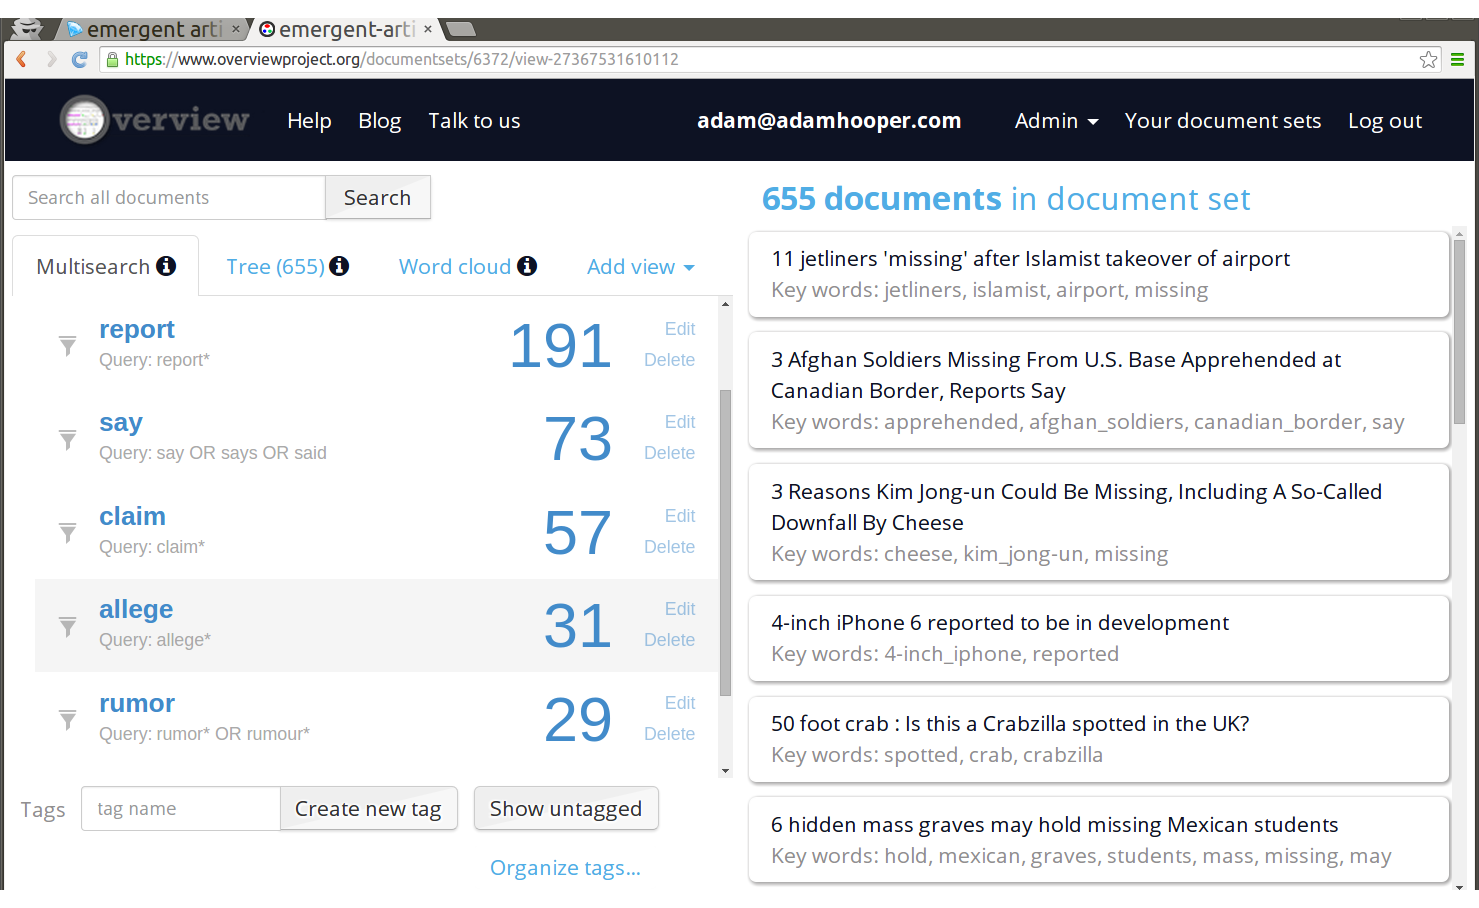 emergent arti ×
emergent-arti ×
https://www.overviewproject.org/documentsets/6372/view-27367531610112
verview
Help Blog Talk to us adam@adamhooper.com Admin Your document sets Log out
Search all documents Search
Multisearch Tree (655) Word cloud Add view
report
Query: report*
191
Edit
Delete
say
Query: say OR says OR said
73
Edit
Delete
claim
Query: claim*
57
Edit
Delete
allege
Query: allege*
31
Edit
Delete
rumor
Query: rumor* OR rumour*
29
Edit
Delete
Tags tag name Create new tag Show untagged
Organize tags...
655 documents in document set
11 jetliners 'missing' after Islamist takeover of airport
Key words: jetliners, islamist, airport, missing
3 Afghan Soldiers Missing From U.S. Base Apprehended at
Canadian Border, Reports Say
Key words: apprehended, afghan_soldiers, canadian_border, say
3 Reasons Kim Jong-un Could Be Missing, Including A So-Called
Downfall By Cheese
Key words: cheese, kim_jong-un, missing
4-inch iPhone 6 reported to be in development
Key words: 4-inch_iphone, reported
50 foot crab : Is this a Crabzilla spotted in the UK?
Key words: spotted, crab, crabzilla
6 hidden mass graves may hold missing Mexican students
Key words: hold, mexican, graves, students, mass, missing, may